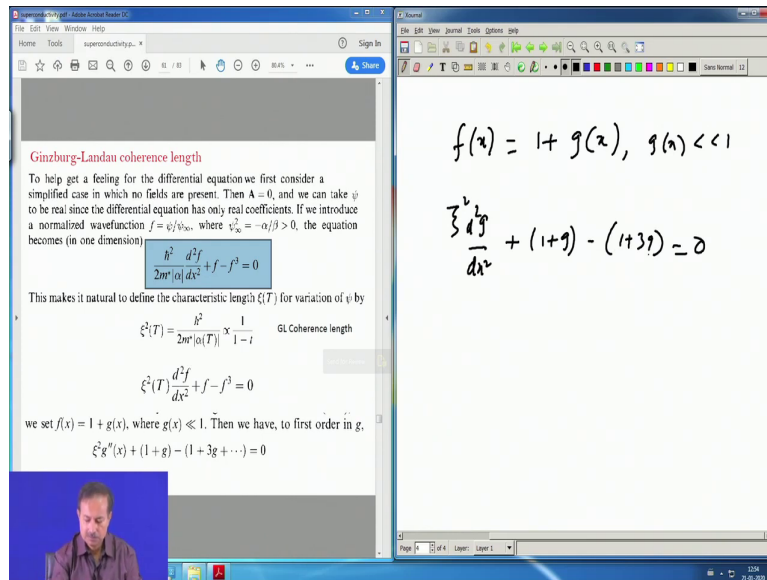 superconductivity.pdf - Adobe Acrobat Reader DC
File Edit View Window Help
Home Tools superconductivity.p... × Sign In
61 / 83 80.4% Share
Ginzburg-Landau coherence length
To help get a feeling for the differential equation we first consider a
simplified case in which no fields are present. Then A = 0, and we can take ψ
to be real since the differential equation has only real coefficients. If we introduce
a normalized wavefunction f = ψ/ψ∞, where ψ∞² = −α/β > 0, the equation
becomes (in one dimension)
ħ²/2m*|α| d²f/dx² + f − f³ = 0
This makes it natural to define the characteristic length ξ(T) for variation of ψ by
ξ²(T) = ħ²/2m*|α(T)| ∝ 1/1 − t GL Coherence length
ξ²(T) d²f/dx² + f − f³ = 0
we set f(x) = 1 + g(x), where g(x) ≪ 1. Then we have, to first order in g,
ξ²g″(x) + (1 + g) − (1 + 3g + ⋯) = 0
Xournal
File Edit View Journal Tools Options Help
Sans Normal 12
f(x) = 1 + g(x), g(x) << 1
ξ² d²g/dx² + (1+g) − (1+3g) = 0
Page 4 of 4 Layer: Layer 1
12:54